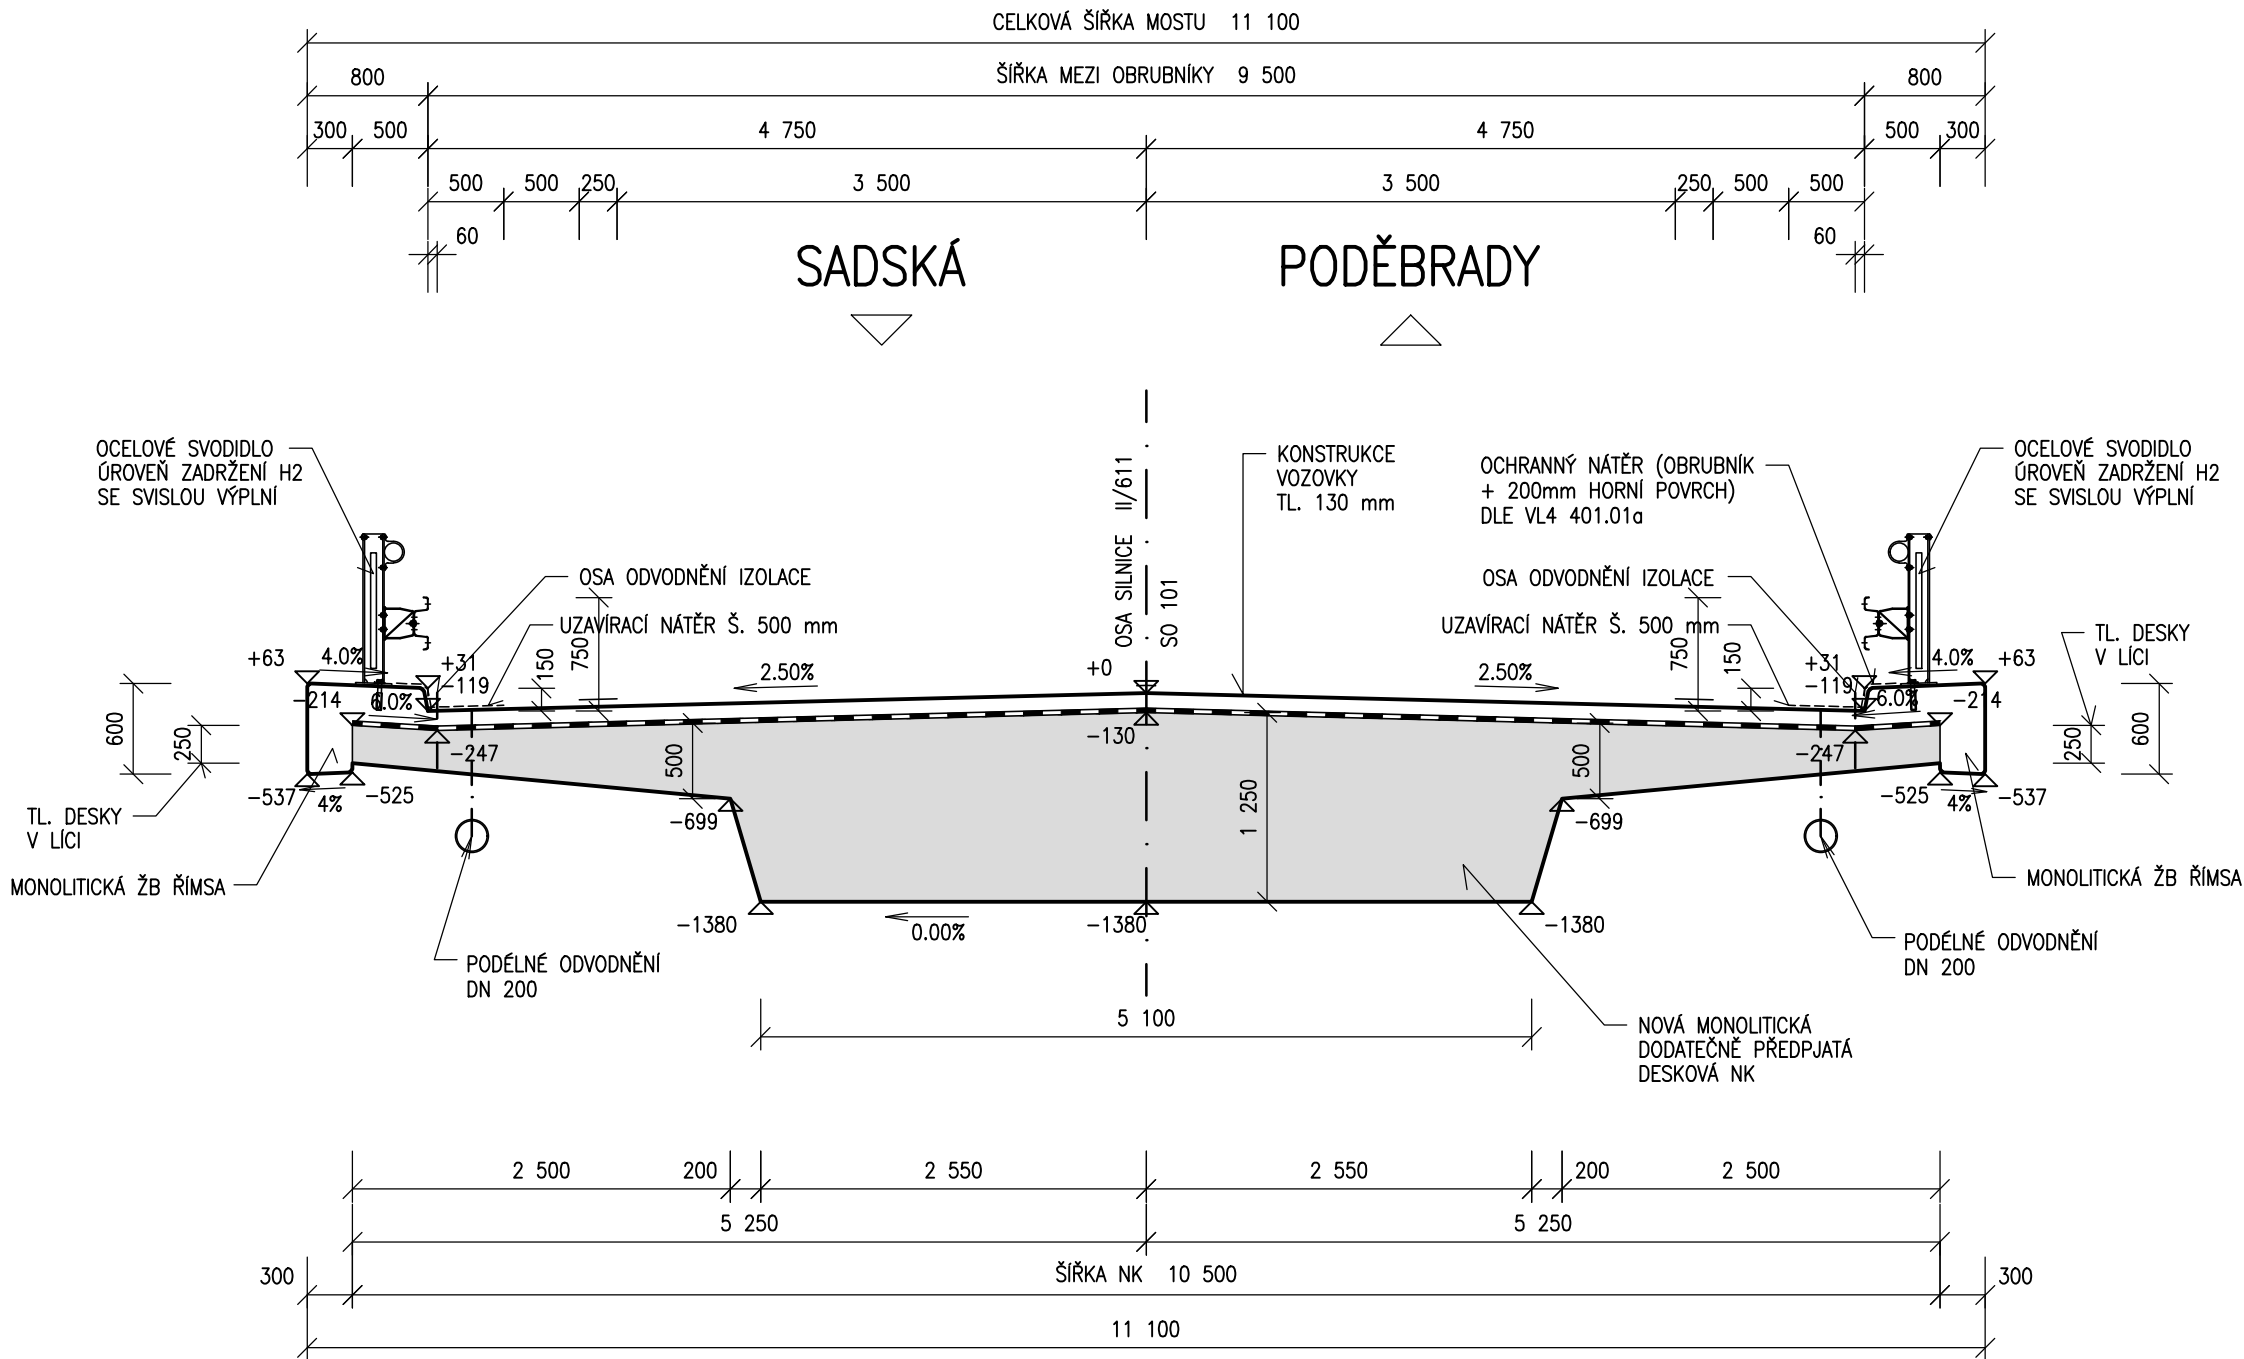 CELKOVÁ ŠÍŘKA MOSTU 11 100
800
ŠÍŘKA MEZI OBRUBNÍKY 9 500
800
300
500
4 750
4 750
500
300
500
500
250
3 500
3 500
250
500
500
60
60
SADSKÁ
PODĚBRADY
OCELOVÉ SVODIDLO
ÚROVEŇ ZADRŽENÍ H2
SE SVISLOU VÝPLNÍ
OSA SILNICE II/611
SO 101
KONSTRUKCE
VOZOVKY
TL. 130 mm
OCHRANNÝ NÁTĚR (OBRUBNÍK
+ 200mm HORNÍ POVRCH)
DLE VL4 401.01a
OCELOVÉ SVODIDLO
ÚROVEŇ ZADRŽENÍ H2
SE SVISLOU VÝPLNÍ
OSA ODVODNĚNÍ IZOLACE
OSA ODVODNĚNÍ IZOLACE
UZAVÍRACÍ NÁTĚR Š. 500 mm
UZAVÍRACÍ NÁTĚR Š. 500 mm
TL. DESKY
V LÍCI
+63
4.0%
+31
-119
150
750
2.50%
+0
2.50%
750
150
+31
-119
4.0%
+63
-214
6.0%
6.0%
-214
600
250
-247
500
-130
500
-247
250
600
-537
4%
-525
-699
1 250
-699
-525
4%
-537
TL. DESKY
V LÍCI
MONOLITICKÁ ŽB ŘÍMSA
MONOLITICKÁ ŽB ŘÍMSA
-1380
0.00%
-1380
-1380
PODÉLNÉ ODVODNĚNÍ
DN 200
PODÉLNÉ ODVODNĚNÍ
DN 200
5 100
NOVÁ MONOLITICKÁ
DODATEČNĚ PŘEDPJATÁ
DESKOVÁ NK
2 500
200
2 550
2 550
200
2 500
5 250
5 250
300
ŠÍŘKA NK 10 500
300
11 100